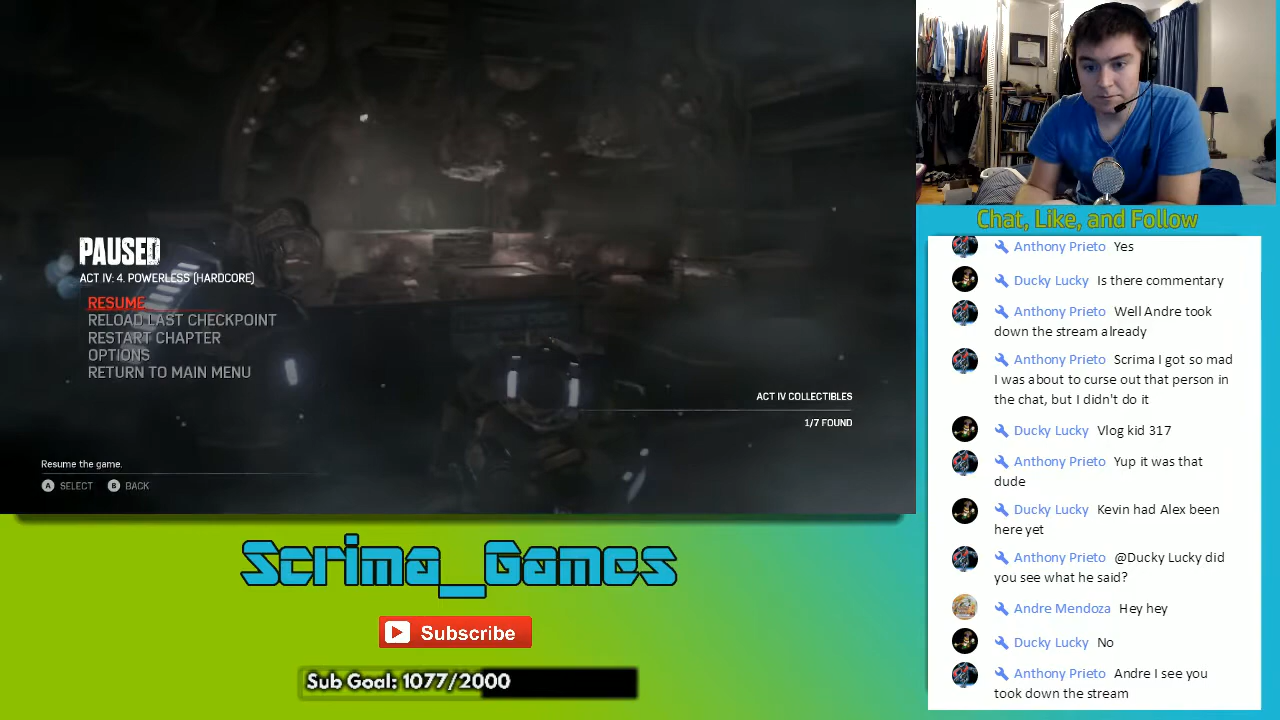 PAUSED
ACT IV: 4. POWERLESS (HARDCORE)
RESUME
RELOAD LAST CHECKPOINT
RESTART CHAPTER
OPTIONS
RETURN TO MAIN MENU
ACT IV COLLECTIBLES
1/7 FOUND
Resume the game.
A SELECT B BACK
Scrima_Games
Subscribe
Sub Goal: 1077/2000
Chat, Like, and Follow
Anthony Prieto Yes
Ducky Lucky Is there commentary
Anthony Prieto Well Andre took
down the stream already
Anthony Prieto Scrima I got so mad
I was about to curse out that person in
the chat, but I didn't do it
Ducky Lucky Vlog kid 317
Anthony Prieto Yup it was that
dude
Ducky Lucky Kevin had Alex been
here yet
Anthony Prieto @Ducky Lucky did
you see what he said?
Andre Mendoza Hey hey
Ducky Lucky No
Anthony Prieto Andre I see you
took down the stream